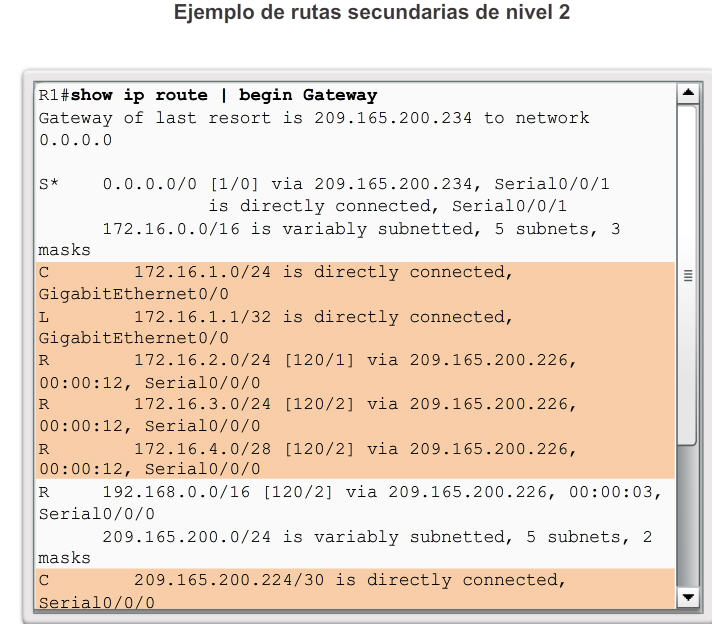 Ejemplo de rutas secundarias de nivel 2
R1#show ip route | begin Gateway
Gateway of last resort is 209.165.200.234 to network
0.0.0.0
S*    0.0.0.0/0 [1/0] via 209.165.200.234, Serial0/0/1
is directly connected, Serial0/0/1
172.16.0.0/16 is variably subnetted, 5 subnets, 3
masks
C        172.16.1.0/24 is directly connected,
GigabitEthernet0/0
L        172.16.1.1/32 is directly connected,
GigabitEthernet0/0
R        172.16.2.0/24 [120/1] via 209.165.200.226,
00:00:12, Serial0/0/0
R        172.16.3.0/24 [120/2] via 209.165.200.226,
00:00:12, Serial0/0/0
R        172.16.4.0/28 [120/2] via 209.165.200.226,
00:00:12, Serial0/0/0
R     192.168.0.0/16 [120/2] via 209.165.200.226, 00:00:03,
Serial0/0/0
209.165.200.0/24 is variably subnetted, 5 subnets, 2
masks
C        209.165.200.224/30 is directly connected,
Serial0/0/0